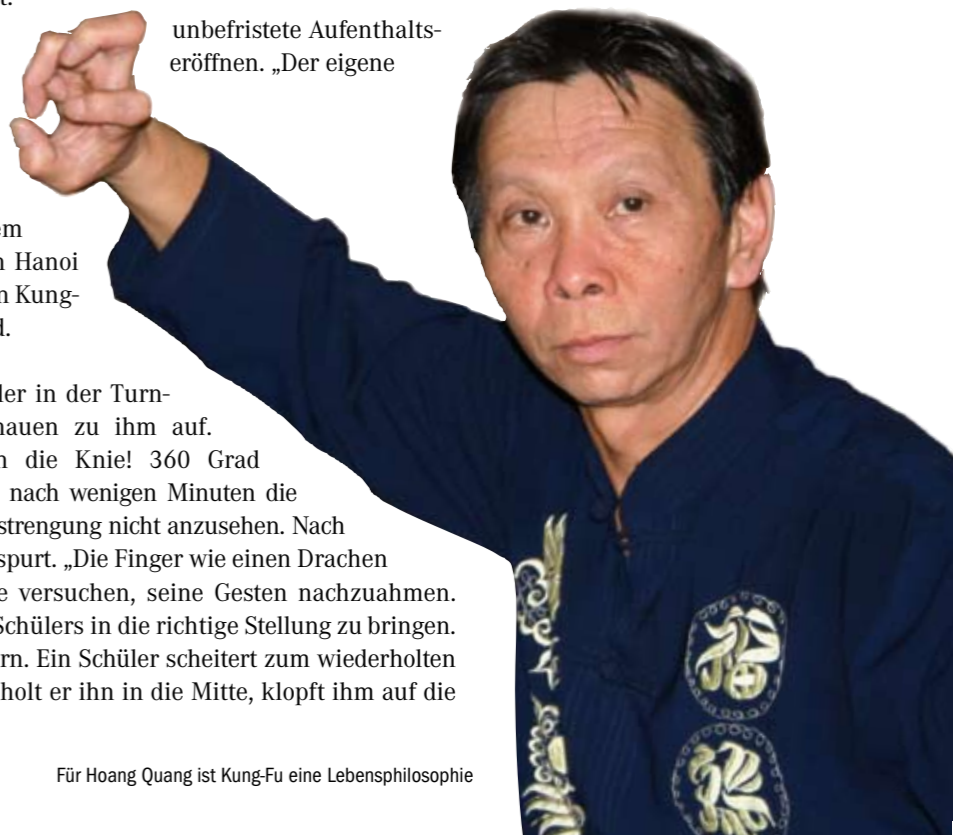 t.
unbefristete Aufenthalts-
eröffnen. „Der eigene
em
n Hanoi
n Kung-
d.
ler in der Turn-
hauen zu ihm auf.
n die Knie! 360 Grad
nach wenigen Minuten die
strengung nicht anzusehen. Nach
spurt. „Die Finger wie einen Drachen
e versuchen, seine Gesten nachzuahmen.
Schülers in die richtige Stellung zu bringen.
rn. Ein Schüler scheitert zum wiederholten
holt er ihn in die Mitte, klopft ihm auf die
Für Hoang Quang ist Kung-Fu eine Lebensphilosophie
福